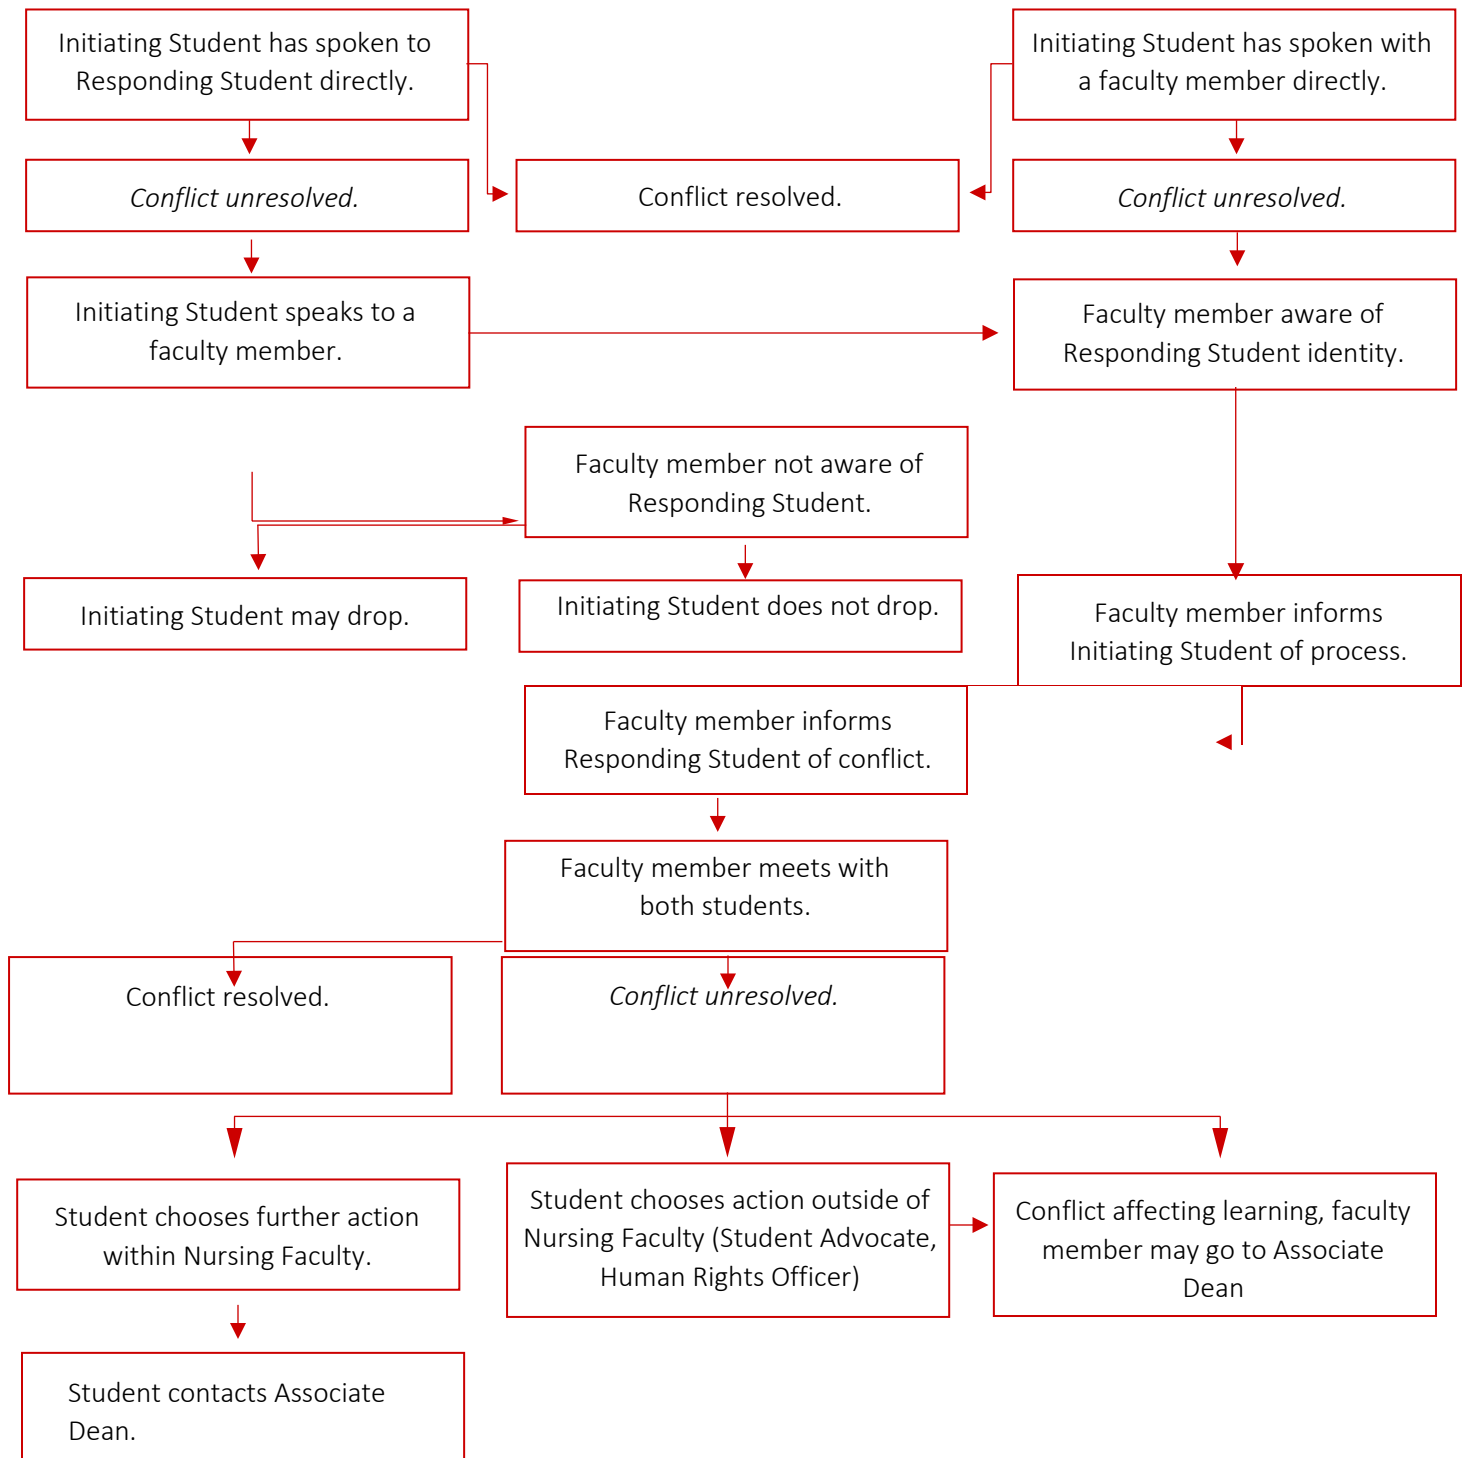 Initiating Student has spoken to
Responding Student directly.
Initiating Student has spoken with
a faculty member directly.
Conflict unresolved.
Conflict resolved.
Conflict unresolved.
Initiating Student speaks to a
faculty member.
Faculty member aware of
Responding Student identity.
Faculty member not aware of
Responding Student.
Initiating Student may drop.
Initiating Student does not drop.
Faculty member informs
Initiating Student of process.
Faculty member informs
Responding Student of conflict.
Faculty member meets with
both students.
Conflict resolved.
Conflict unresolved.
Student chooses further action
within Nursing Faculty.
Student chooses action outside of
Nursing Faculty (Student Advocate,
Human Rights Officer)
Conflict affecting learning, faculty
member may go to Associate
Dean
Student contacts Associate
Dean.